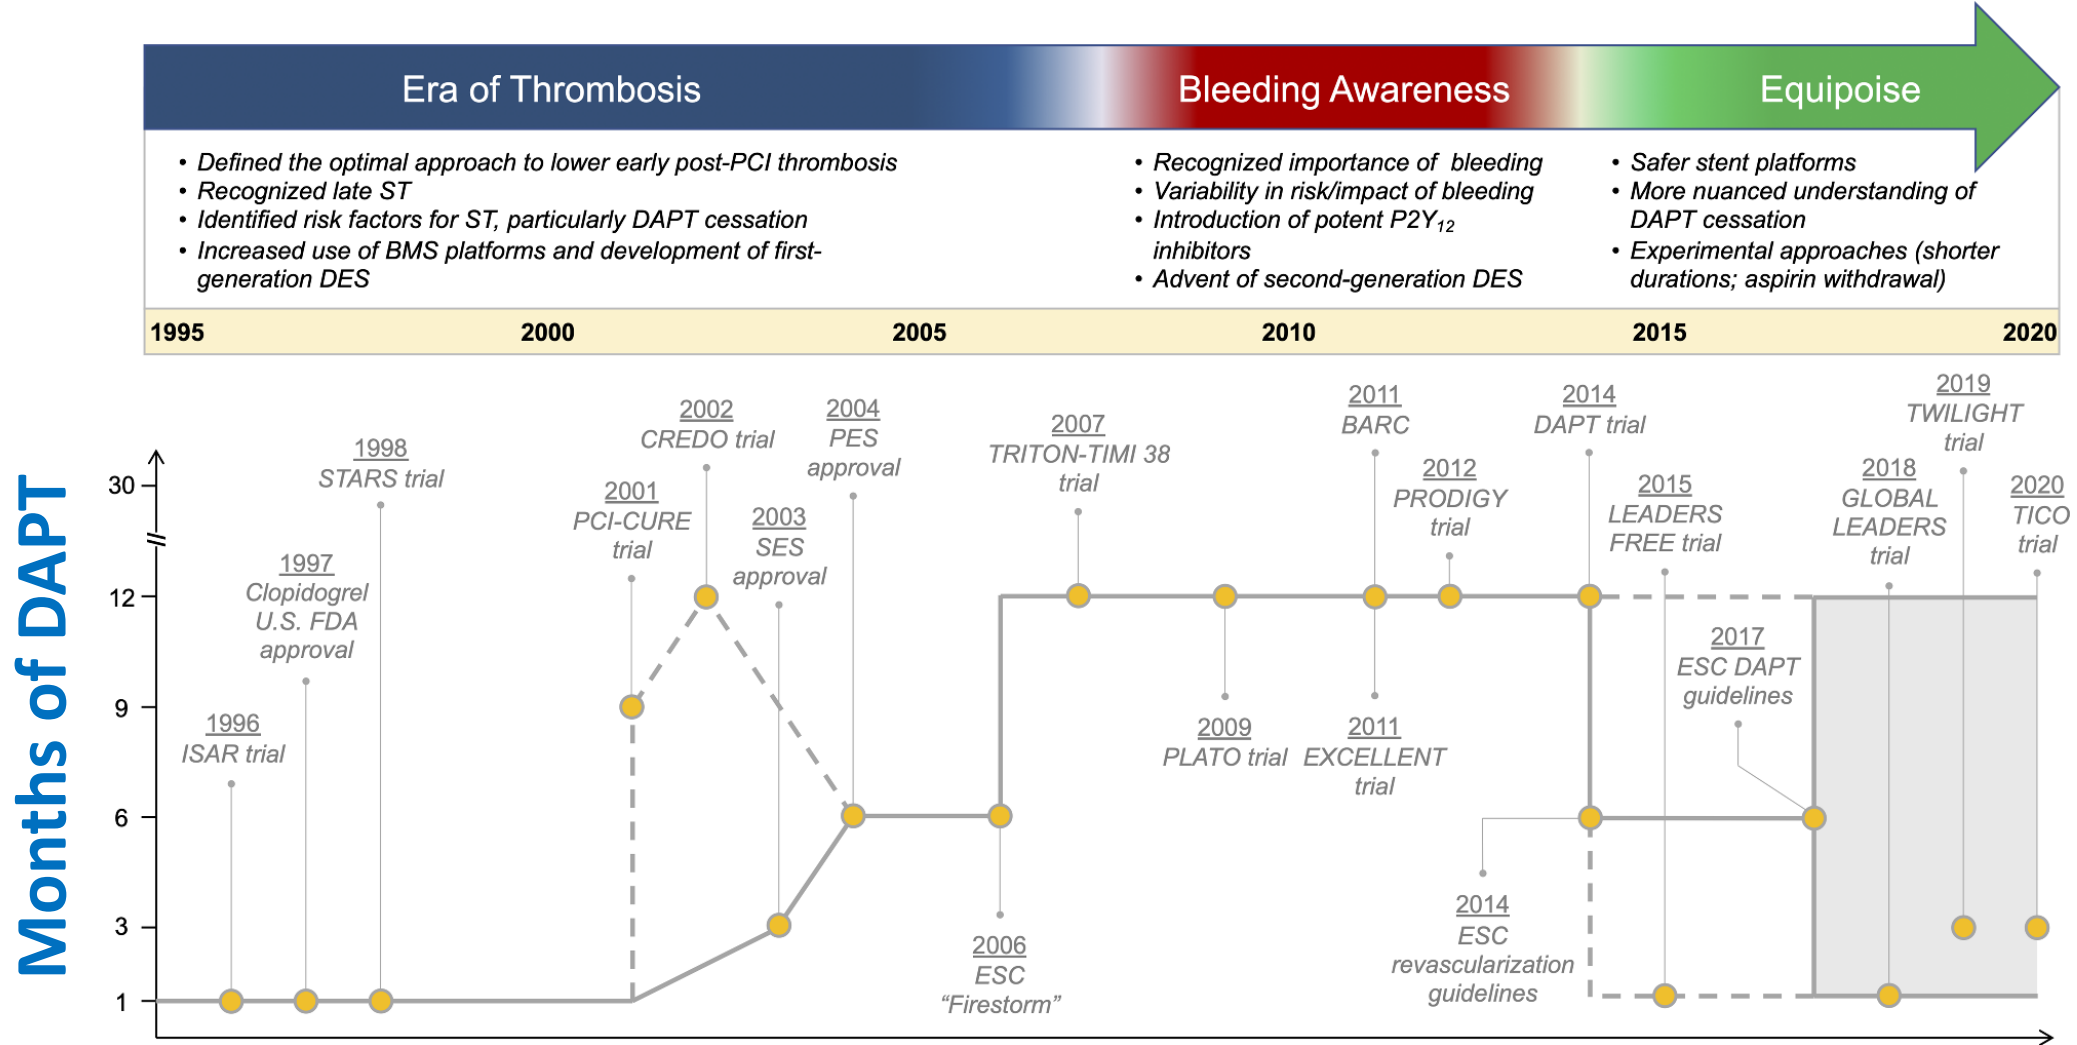 Era of Thrombosis
Bleeding Awareness
Equipoise
• Defined the optimal approach to lower early post-PCI thrombosis
• Recognized late ST
• Identified risk factors for ST, particularly DAPT cessation
• Increased use of BMS platforms and development of first-
generation DES
• Recognized importance of bleeding
• Variability in risk/impact of bleeding
• Introduction of potent P2Y12
inhibitors
• Advent of second-generation DES
• Safer stent platforms
• More nuanced understanding of
DAPT cessation
• Experimental approaches (shorter
durations; aspirin withdrawal)
1995
2000
2005
2010
2015
2020
Months of DAPT
30
12
9
6
3
1
1996
ISAR trial
1997
Clopidogrel
U.S. FDA
approval
1998
STARS trial
2001
PCI-CURE
trial
2002
CREDO trial
2003
SES
approval
2004
PES
approval
2006
ESC
“Firestorm”
2007
TRITON-TIMI 38
trial
2009
PLATO trial
2011
BARC
2011
EXCELLENT
trial
2012
PRODIGY
trial
2014
DAPT trial
2014
ESC
revascularization
guidelines
2015
LEADERS
FREE trial
2017
ESC DAPT
guidelines
2018
GLOBAL
LEADERS
trial
2019
TWILIGHT
trial
2020
TICO
trial